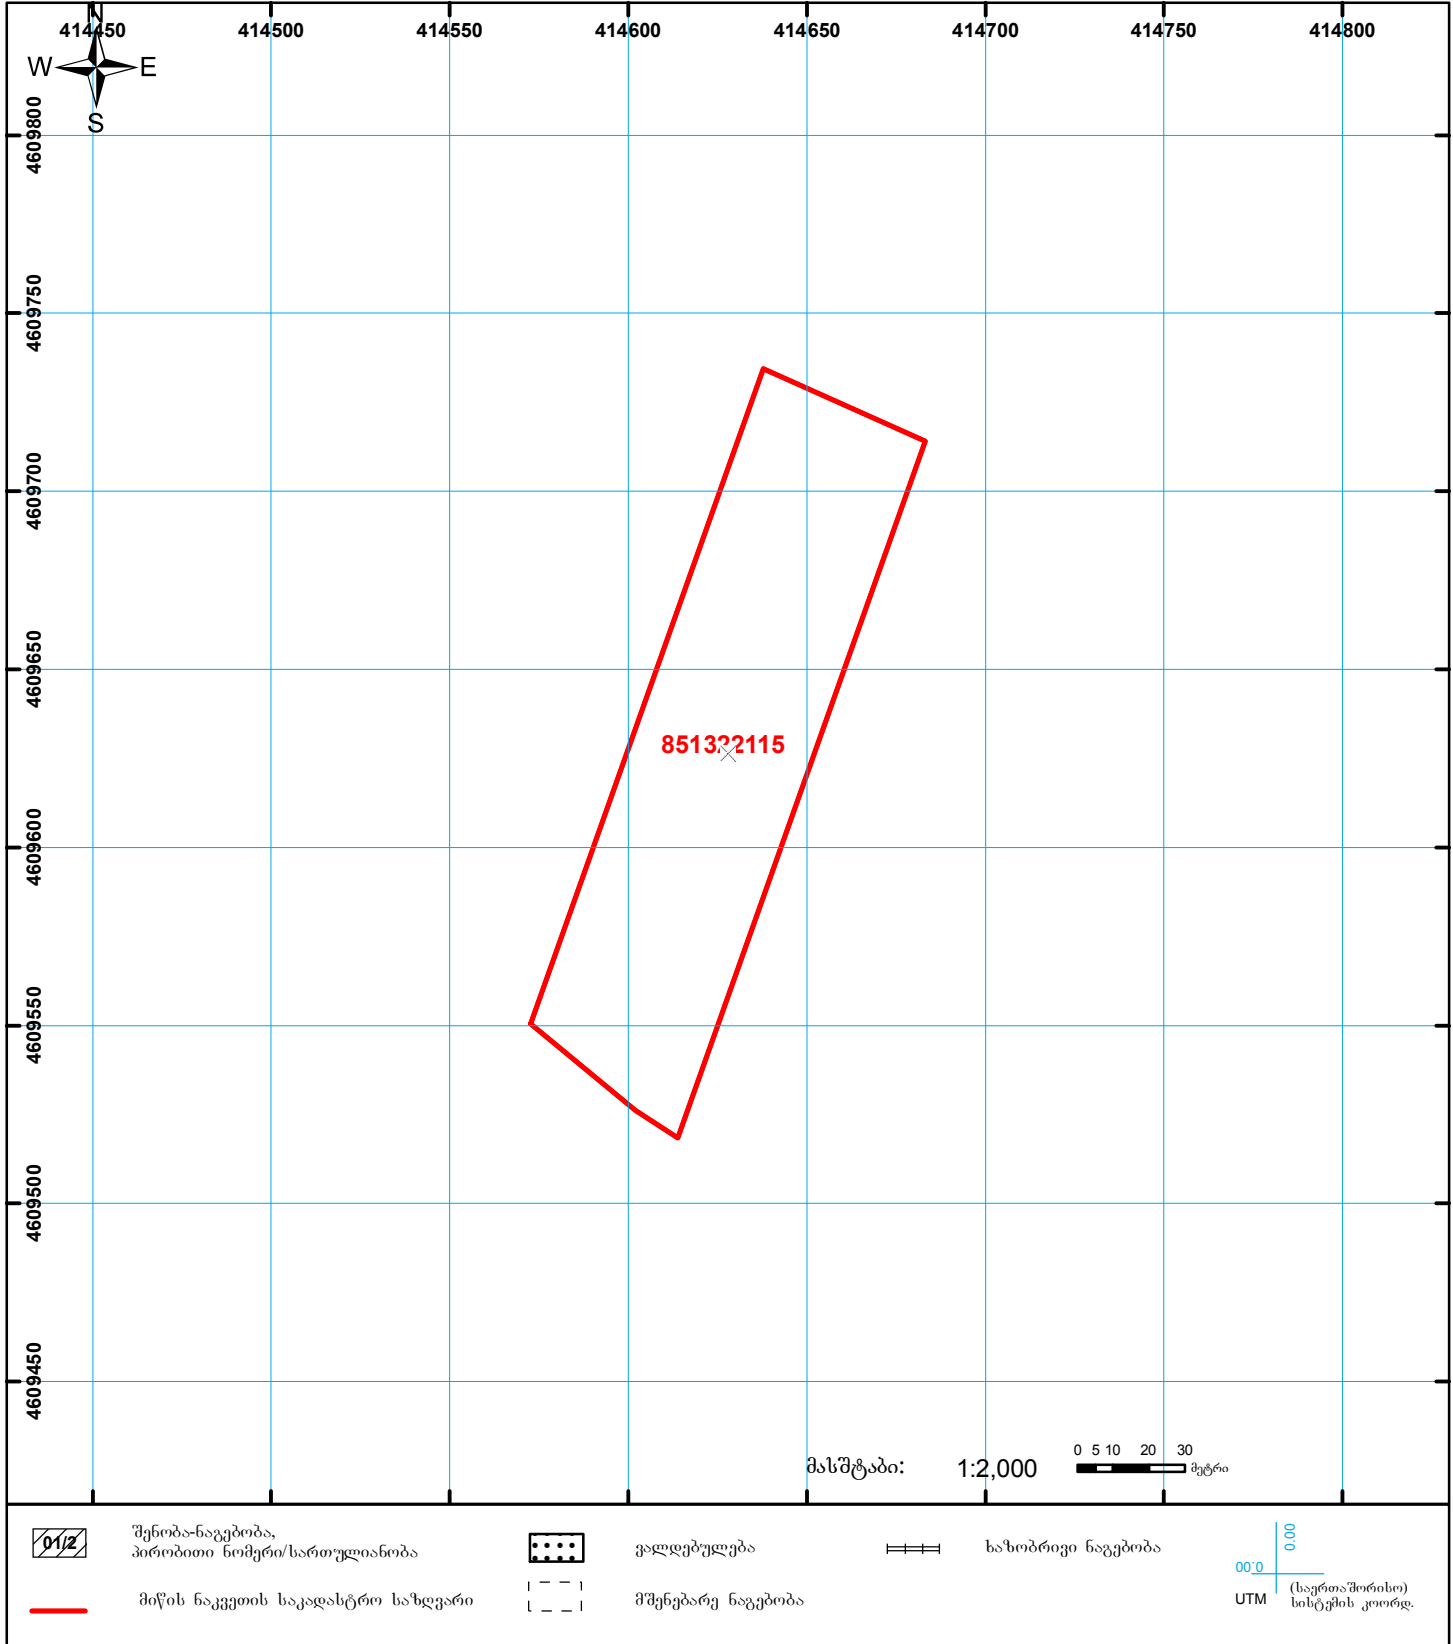 N
414450 414500 414550 414600 414650 414700 414750 414800
W E
S
4609800
4609750
4609700
4609650
851322115
4609600
4609550
4609500
4609450
მასშტაბი: 1:2,000
0 5 10 20 30
მეტრი
01/2
შენობა-ნაგებობა,
პირობითი ნომერი/სართულიანობა
ვალდებულება
ხაზობრივი ნაგებობა
მიწის ნაკვეთის საკადასტრო საზღვარი
მშენებარე ნაგებობა
0.00
00.0
UTM
(საერთაშორისო)
სისტემის კოორდ.